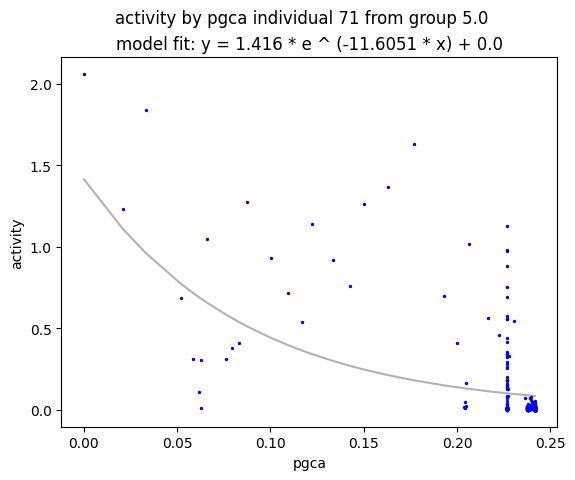 activity by pgca individual 71 from group 5.0
model fit: y = 1.416 * e ^ (-11.6051 * x) + 0.0
2.0
1.5
1.0
0.5
0.0
activity
0.00 0.05 0.10 0.15 0.20 0.25
pgca